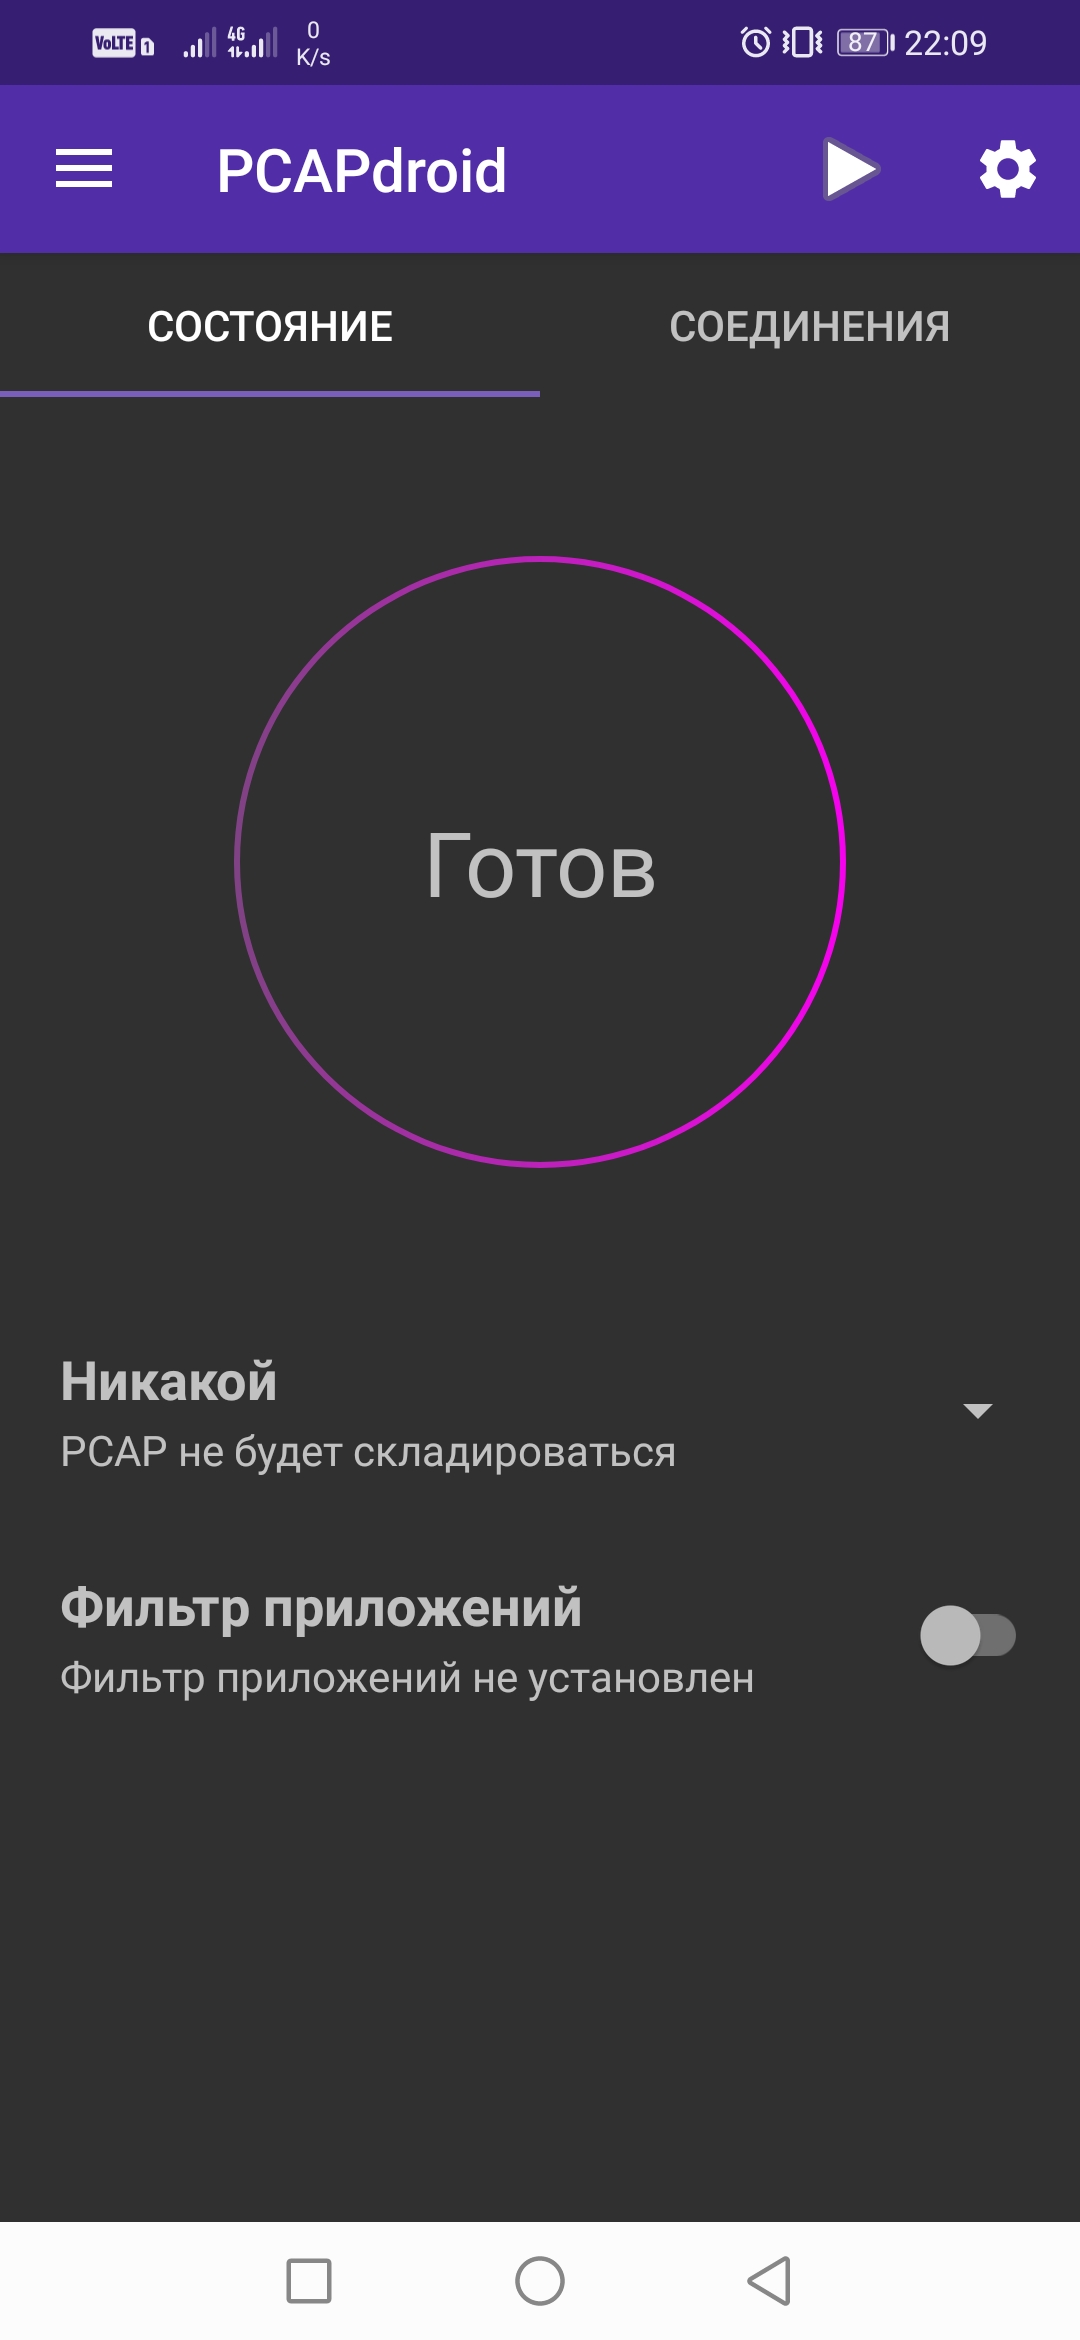 VoLTE 1 4G 0 K/s 87 22:09
PCAPdroid
СОСТОЯНИЕ СОЕДИНЕНИЯ
Готов
Никакой
PCAP не будет складироваться
Фильтр приложений
Фильтр приложений не установлен